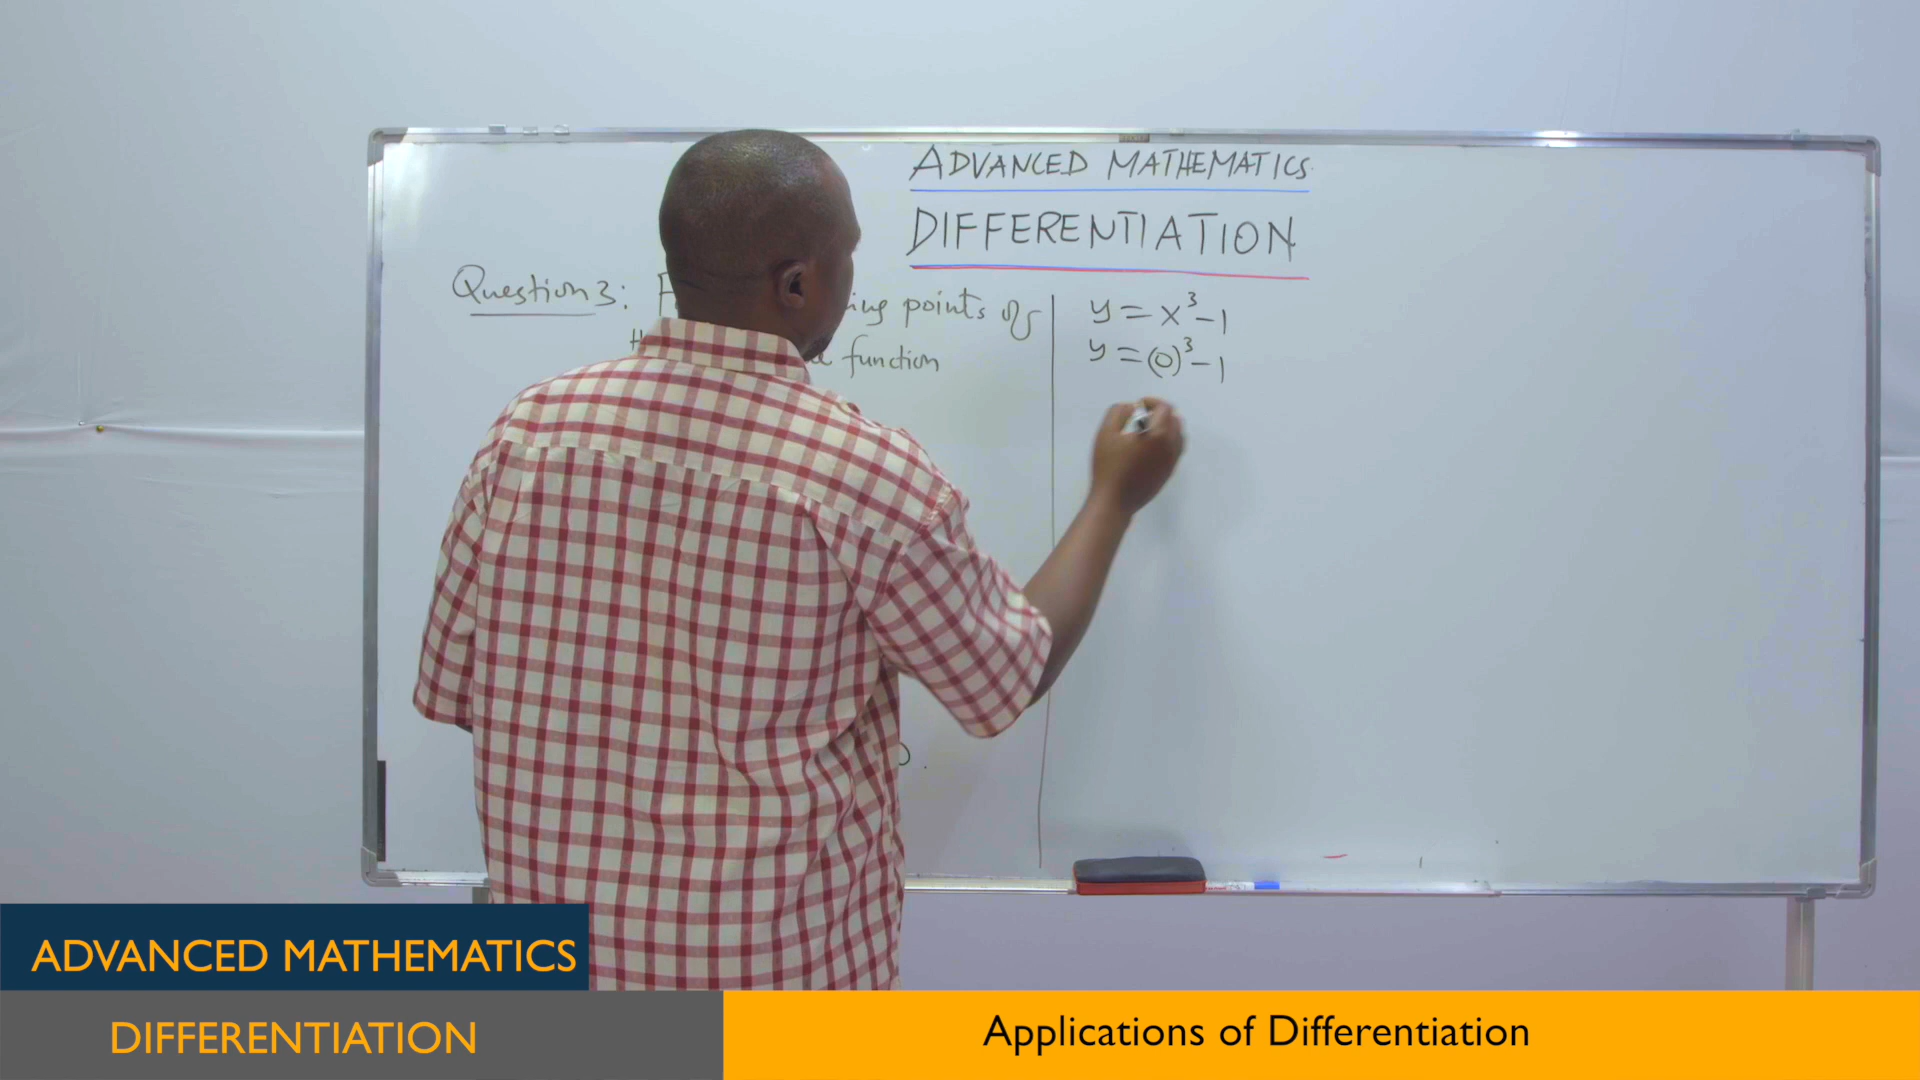 ADVANCED MATHEMATICS
DIFFERENTIATION
Question 3: points of
function
y = x³ - 1
y = (0)³ - 1
ADVANCED MATHEMATICS
DIFFERENTIATION
Applications of Differentiation